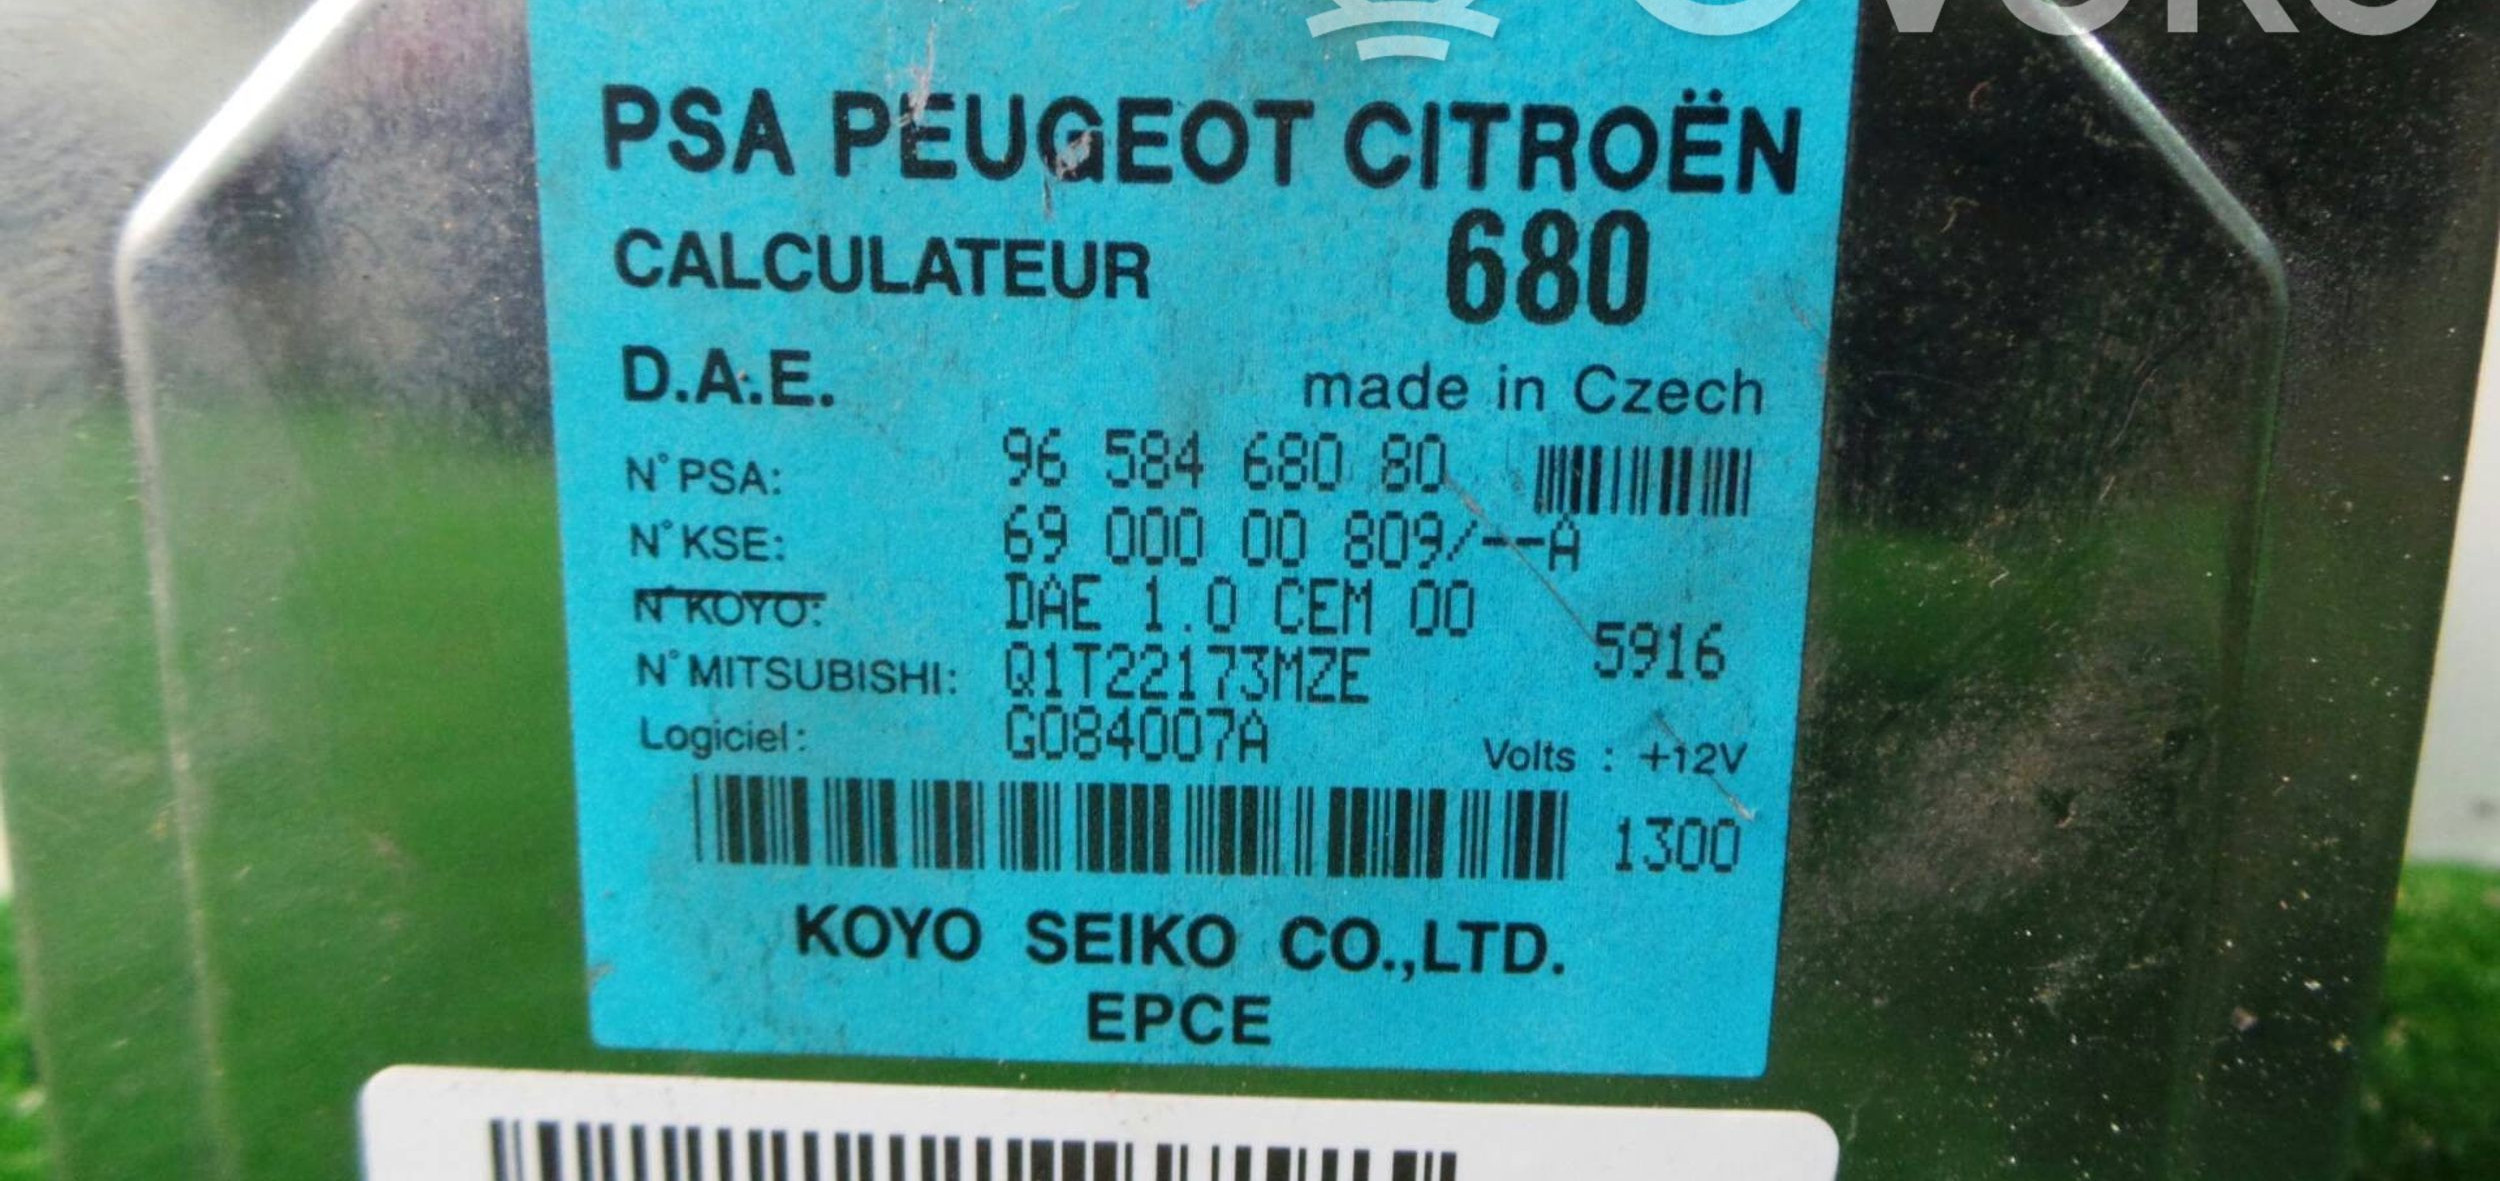 PSA PEUGEOT CITROËN
CALCULATEUR 680
D.A.E. made in Czech
N° PSA: 96 584 680 80
N° KSE: 69 000 00 809/--A
N° KOYO: DAE 1.0 CEM 00
5916
N° MITSUBISHI: Q1T22173MZE
Logiciel: G084007A Volts : +12V
1300
KOYO SEIKO CO.,LTD.
EPCE